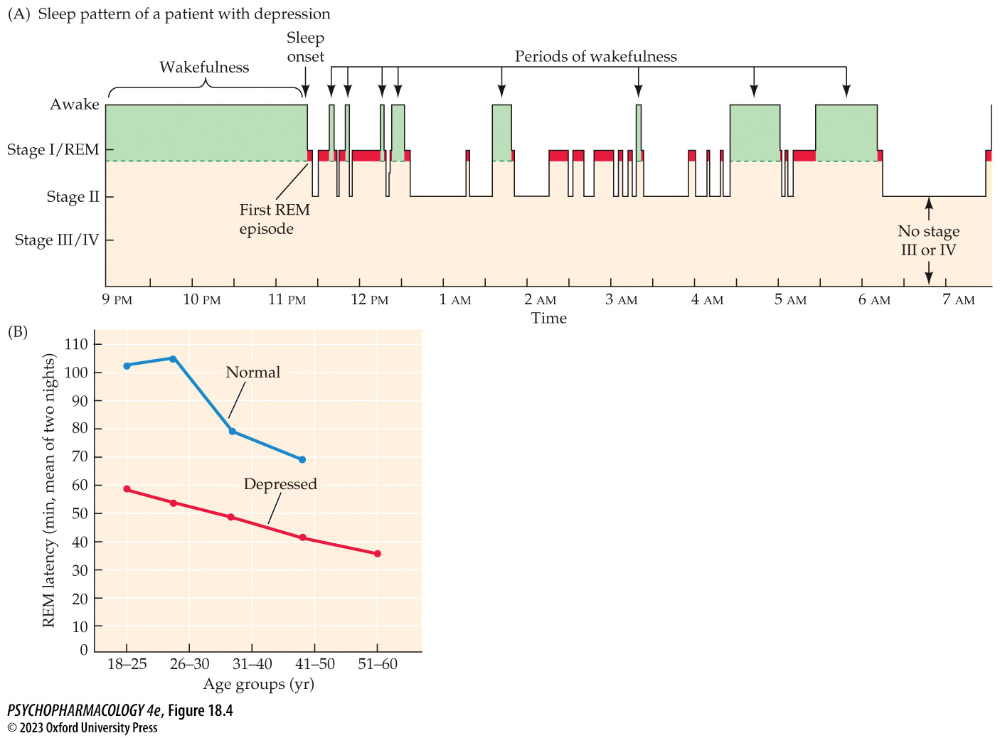 (A) Sleep pattern of a patient with depression
Sleep
onset
Periods of wakefulness
Wakefulness
Awake
Stage I/REM
Stage II
First REM
episode
Stage III/IV
No stage
III or IV
9 PM 10 PM 11 PM 12 PM 1 AM 2 AM 3 AM 4 AM 5 AM 6 AM 7 AM
Time
(B)
REM latency (min, mean of two nights)
110
100
90
80
70
60
50
40
30
20
10
0
Normal
Depressed
18–25 26–30 31–40 41–50 51–60
Age groups (yr)
PSYCHOPHARMACOLOGY 4e, Figure 18.4
© 2023 Oxford University Press